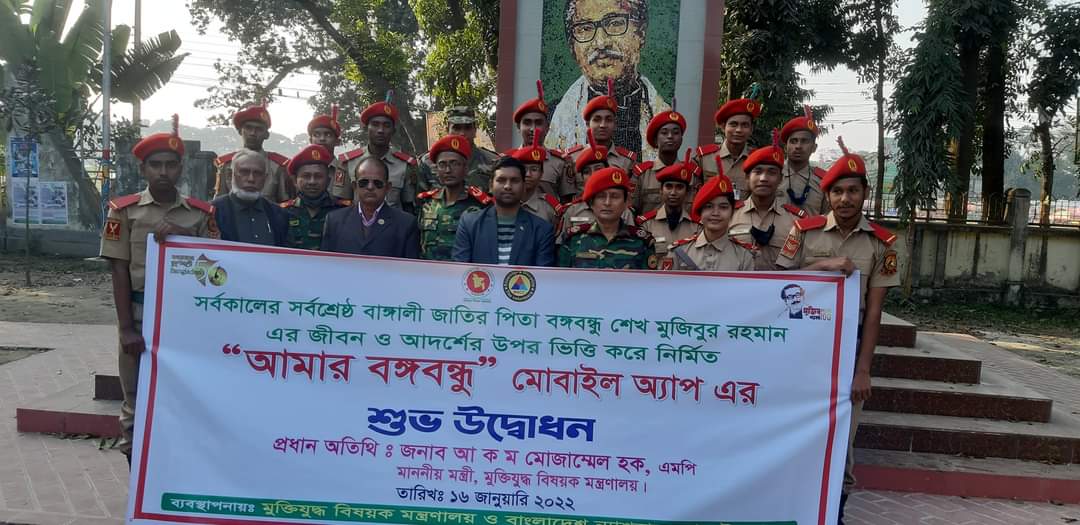 সর্বকালের সর্বশ্রেষ্ঠ বাঙ্গালী জাতির পিতা বঙ্গবন্ধু শেখ মুজিবুর রহমান
এর জীবন ও আদর্শের উপর ভিত্তি করে নির্মিত
“আমার বঙ্গবন্ধু” মোবাইল অ্যাপ এর
শুভ উদ্বোধন
প্রধান অতিথি ঃ জনাব আ ক ম মোজাম্মেল হক, এমপি
মাননীয় মন্ত্রী, মুক্তিযুদ্ধ বিষয়ক মন্ত্রণালয়।
তারিখঃ ১৬ জানুয়ারি ২০২২
ব্যবস্থাপনায়ঃ মুক্তিযুদ্ধ বিষয়ক মন্ত্রণালয় ও বাংলাদেশ